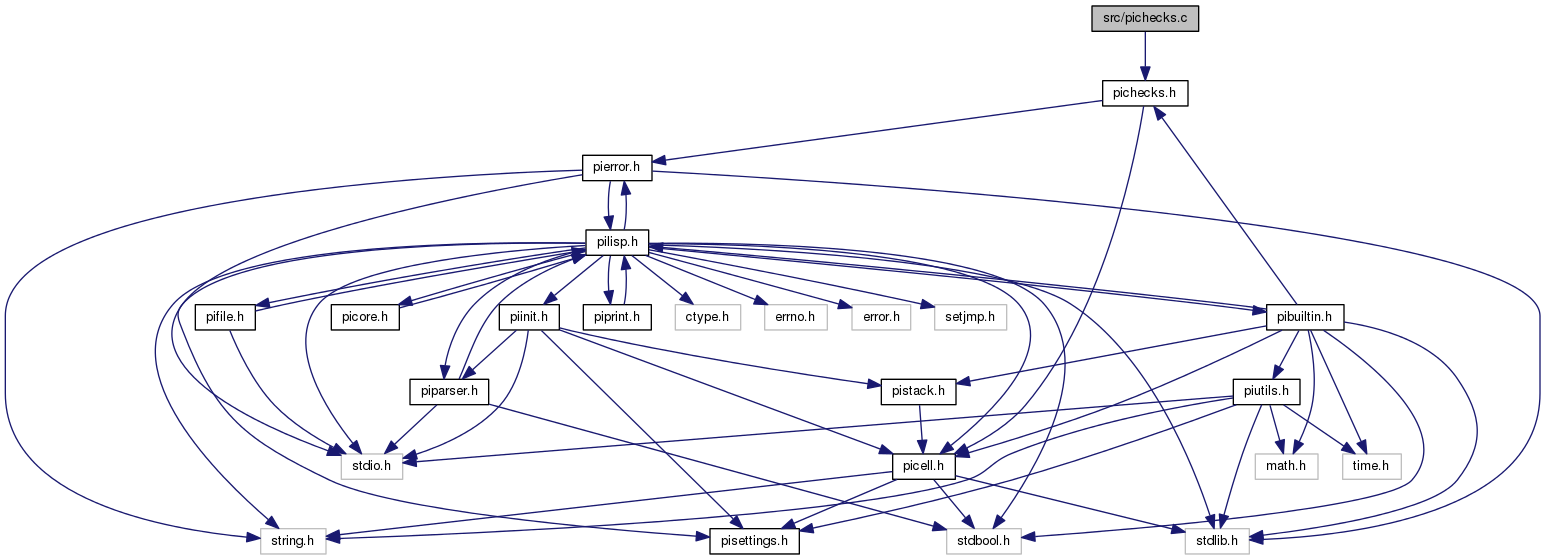 src/pichecks.c
pichecks.h
pierror.h
pilisp.h
pifile.h
picore.h
piinit.h
piprint.h
ctype.h
errno.h
error.h
setjmp.h
pibuiltin.h
piparser.h
pistack.h
piutils.h
stdio.h
picell.h
math.h
time.h
string.h
pisettings.h
stdbool.h
stdlib.h